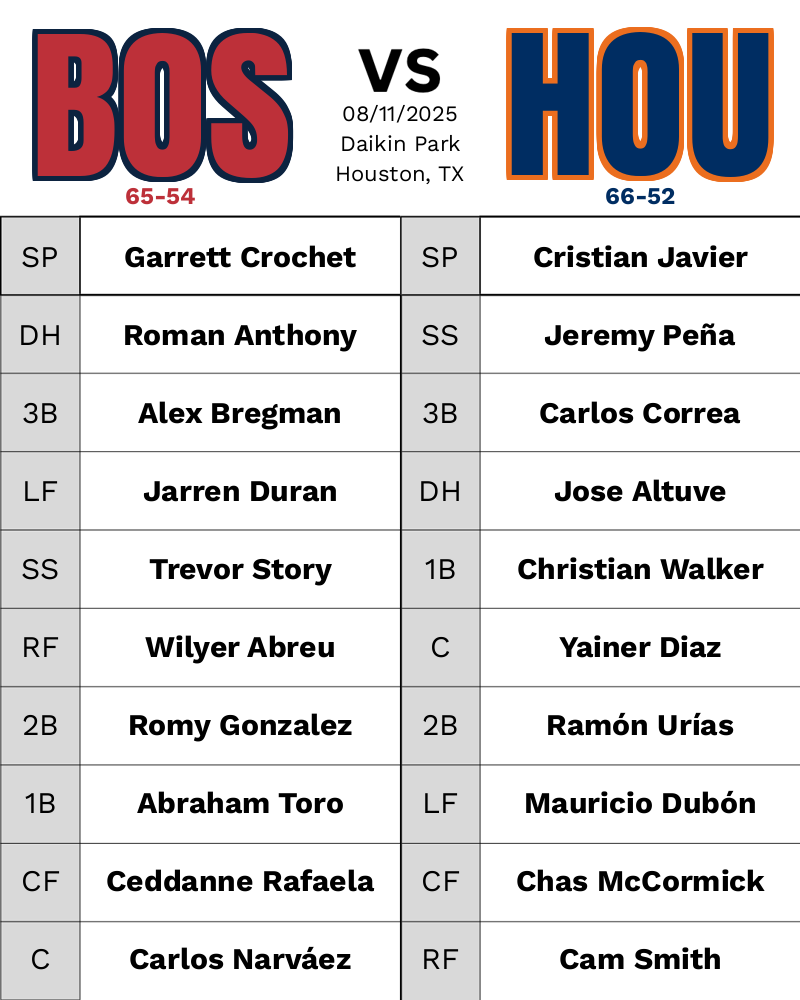 BOS
VS
HOU
08/11/2025
Daikin Park
Houston, TX
65-54
66-52
SP Garrett Crochet SP Cristian Javier
DH Roman Anthony SS Jeremy Peña
3B Alex Bregman 3B Carlos Correa
LF Jarren Duran DH Jose Altuve
SS Trevor Story 1B Christian Walker
RF Wilyer Abreu C Yainer Diaz
2B Romy Gonzalez 2B Ramón Urías
1B Abraham Toro LF Mauricio Dubón
CF Ceddanne Rafaela CF Chas McCormick
C Carlos Narváez RF Cam Smith